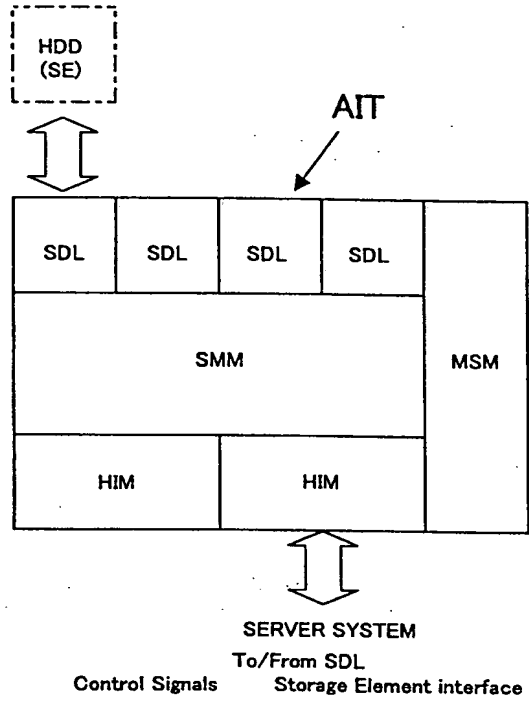 HDD
(SE)
AIT
SDL SDL SDL SDL
SMM
MSM
HIM HIM
SERVER SYSTEM
To/From SDL
Control Signals Storage Element interface